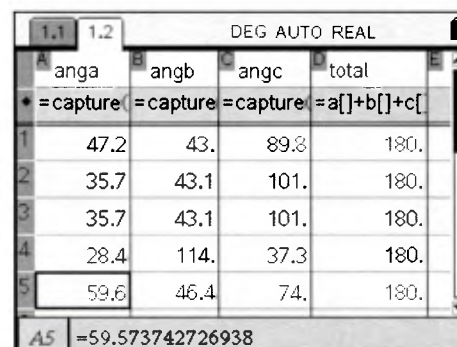 1.1 1.2 DEG AUTO REAL
A anga B angb C angc D total E
◆ =capture( =capture =capture( =a[]+b[]+c[
1 47.2 43. 89.8 180.
2 35.7 43.1 101. 180.
3 35.7 43.1 101. 180.
4 28.4 114. 37.3 180.
5 59.6 46.4 74. 180.
A5 =59.573742726938